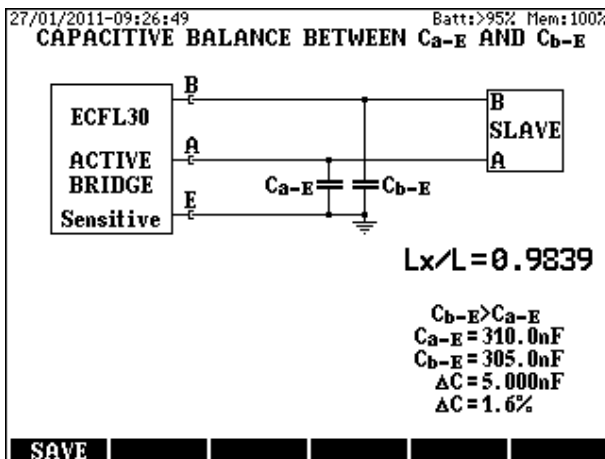 27/01/2011-09:26:49 Batt:>95% Mem:100%
CAPACITIVE BALANCE BETWEEN Ca-E AND Cb-E
ECFL30
ACTIVE
BRIDGE
Sensitive
B
A
E
Ca-E
Cb-E
B
SLAVE
A
Lx/L=0.9839
Cb-E>Ca-E
Ca-E=310.0nF
Cb-E=305.0nF
ΔC=5.000nF
ΔC=1.6%
SAVE